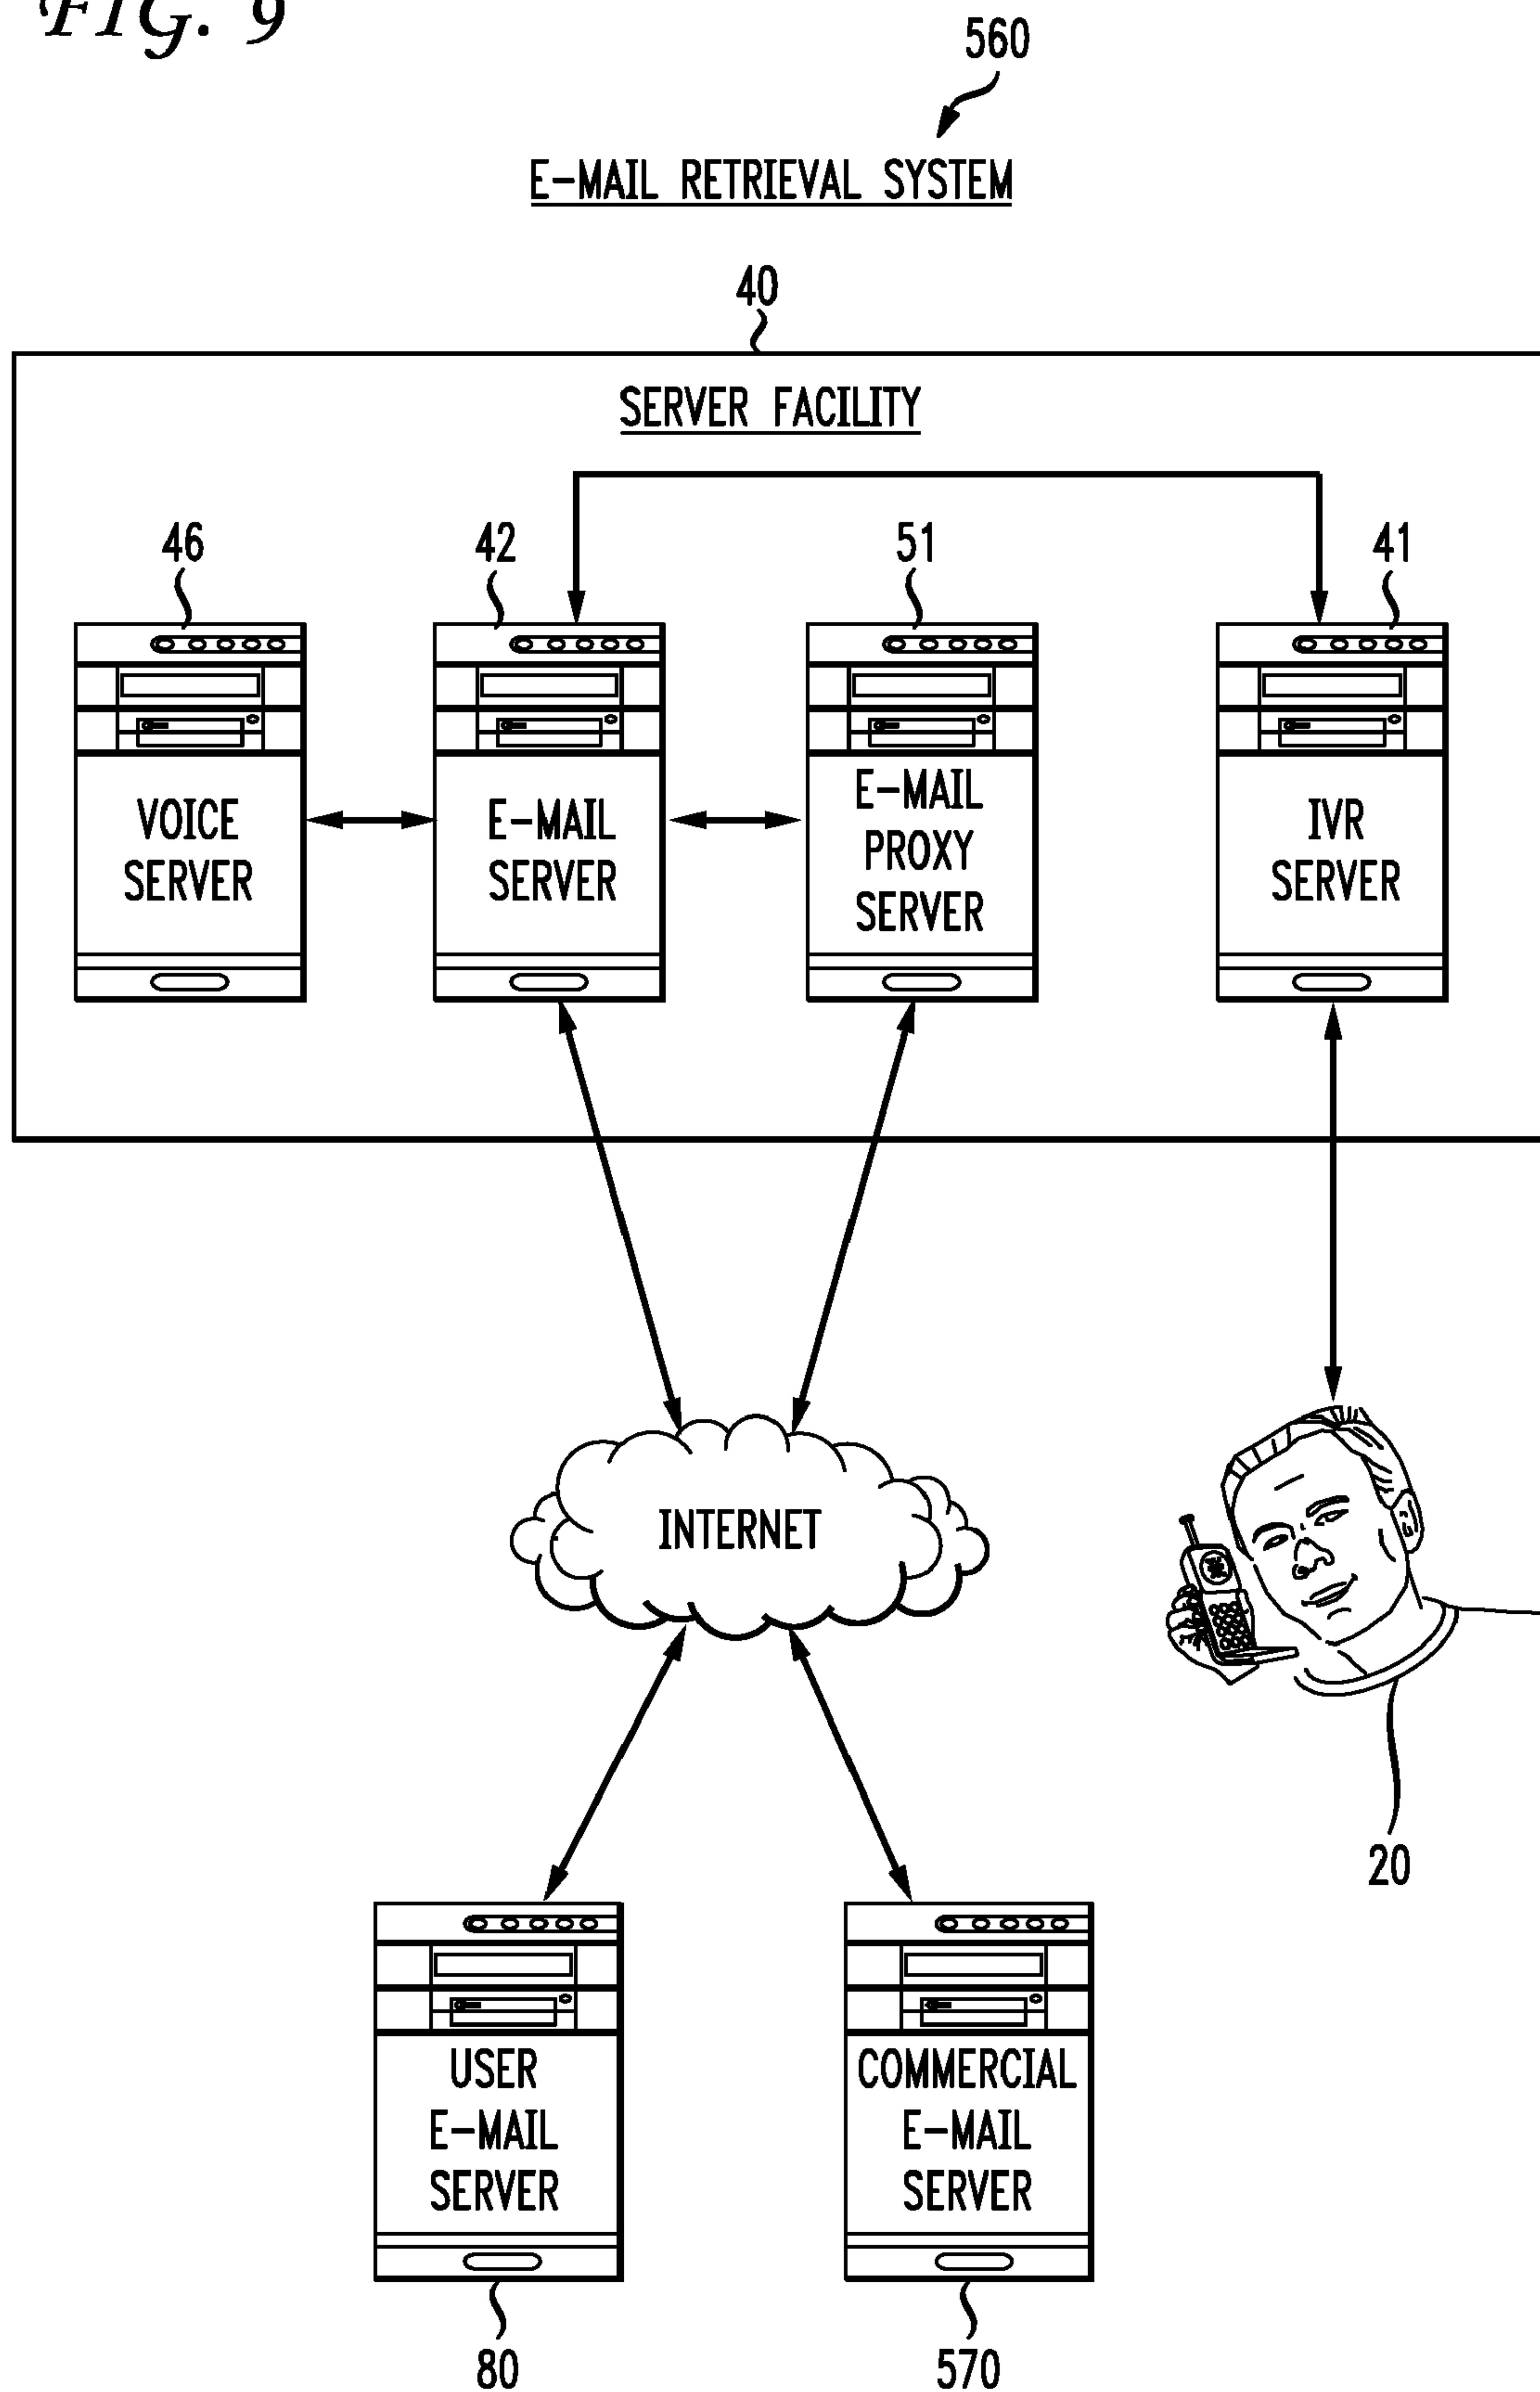 FIG. 9
560
E-MAIL RETRIEVAL SYSTEM
40
SERVER FACILITY
46
42
51
41
VOICE
SERVER
E-MAIL
SERVER
E-MAIL
PROXY
SERVER
IVR
SERVER
INTERNET
20
USER
E-MAIL
SERVER
COMMERCIAL
E-MAIL
SERVER
80
570